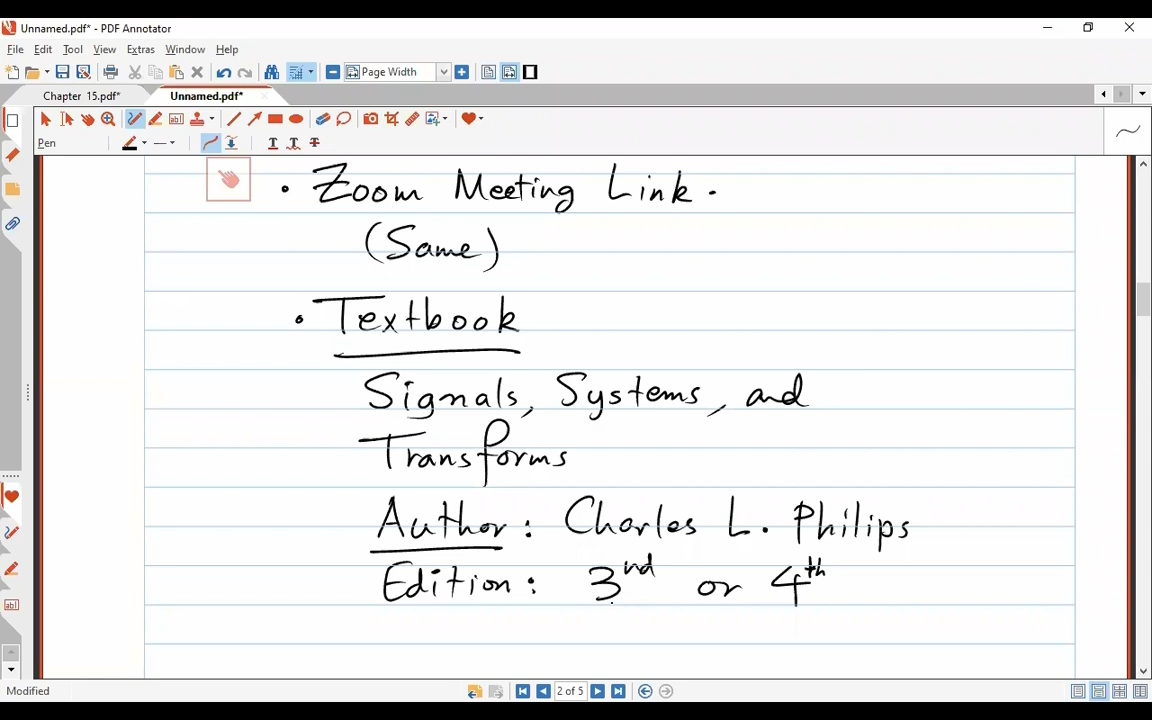 Unnamed.pdf* - PDF Annotator
File Edit Tool View Extras Window Help
Page Width
Chapter 15.pdf* Unnamed.pdf*
Pen
• Zoom Meeting Link.
(Same)
• Textbook
Signals, Systems, and
Transforms
Author: Charles L. Philips
Edition: 3nd or 4th
Modified
2 of 5